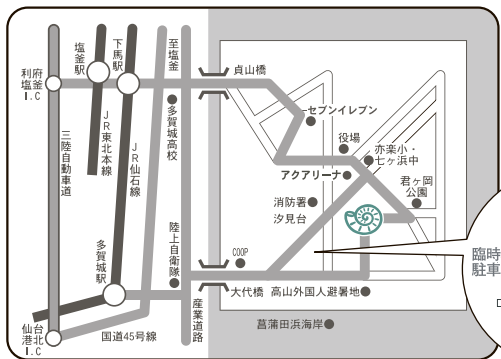 塩釜駅
下馬駅
至塩釜
貞山橋
利府塩釜
I.C
セブンイレブン
多賀城高校
役場
亦楽小・
七ヶ浜中
JR東北本線
JR仙石線
三陸自動車道
アクアリーナ
君ヶ岡
公園
消防署
汐見台
陸上自衛隊
多賀城駅
COOP
臨時
駐車
大代橋
高山外国人避暑地
産業道路
仙台
港北
I.C
国道45号線
菖蒲田浜海岸